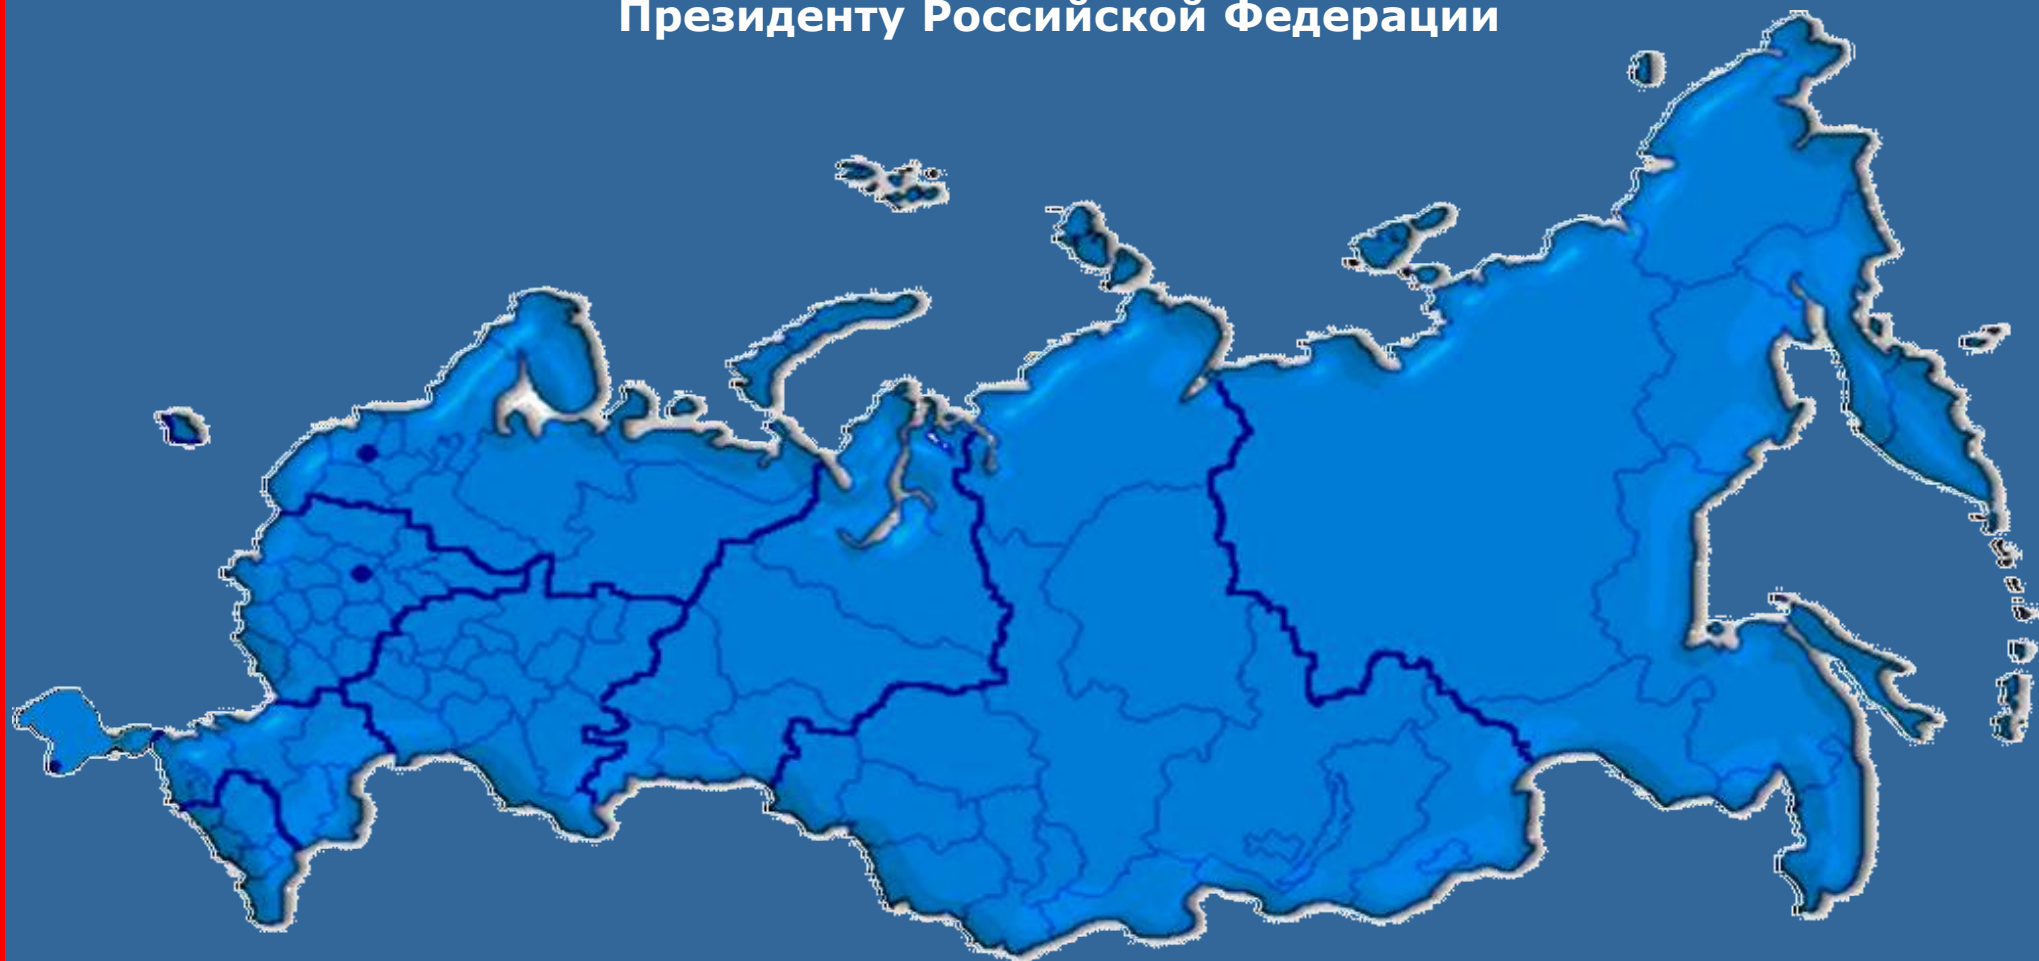 Президенту Российской Федерации